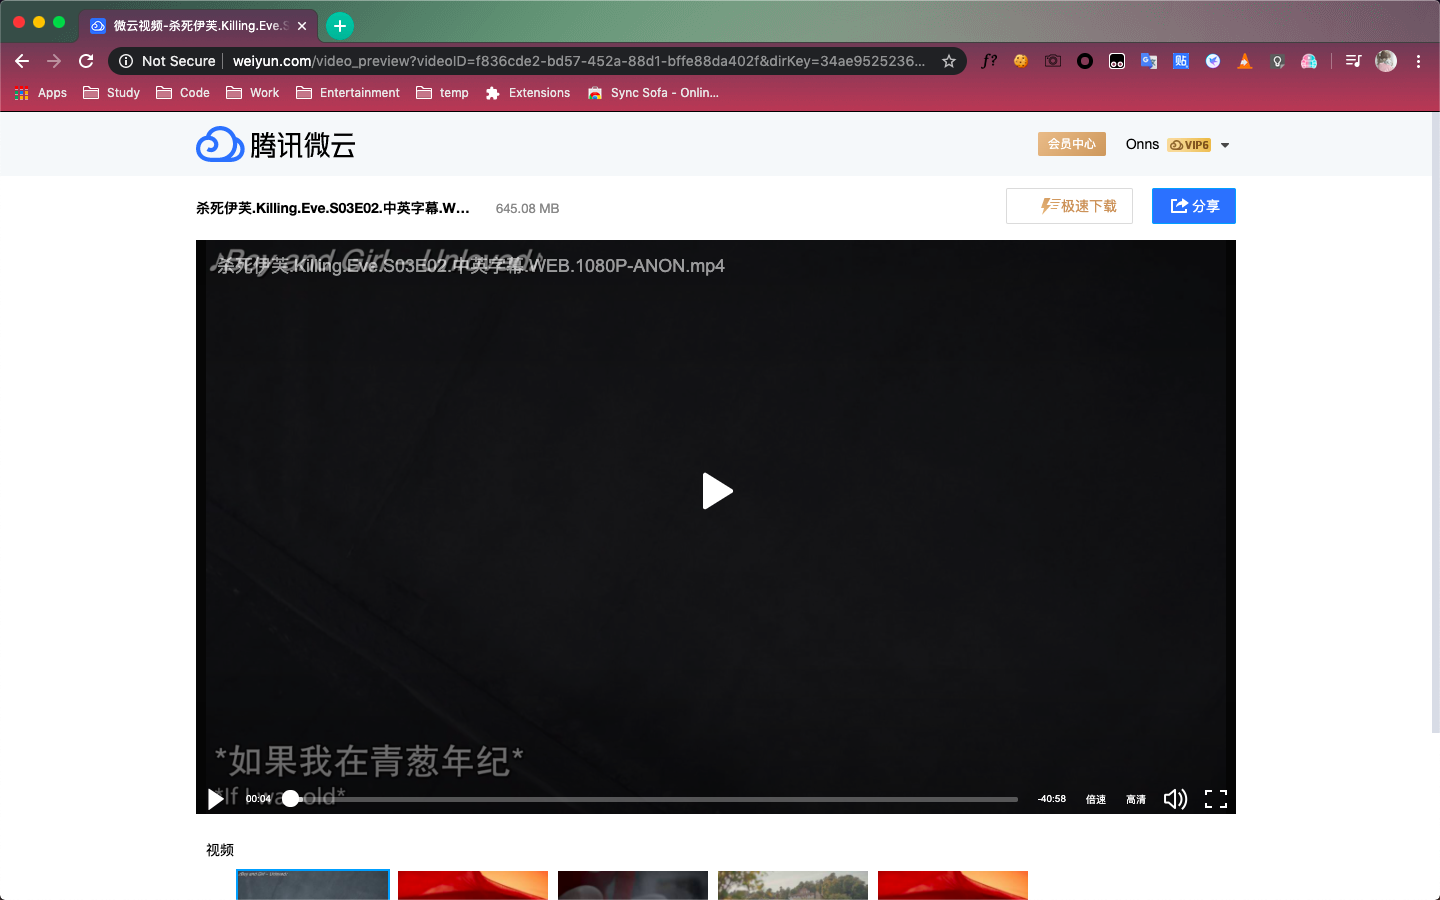 微云视频-杀死伊芙.Killing.Eve.S
Not Secure
weiyun.com/video_preview?videoID=f836cde2-bd57-452a-88d1-bffe88da402f&dirKey=34ae9525236...
Apps
Study
Code
Work
Entertainment
temp
Extensions
Sync Sofa - Onlin...
腾讯微云
会员中心
Onns
VIP6
杀死伊芙.Killing.Eve.S03E02.中英字幕.W...
645.08 MB
极速下载
分享
♪Boy and Girl - Unloved♪
杀死伊芙.Killing.Eve.S03E02.中英字幕.WEB.1080P-ANON.mp4
*如果我在青葱年纪*
*If I was old*
00:04
-40:58
倍速
高清
视频
♪Boy and Girl - Unloved♪